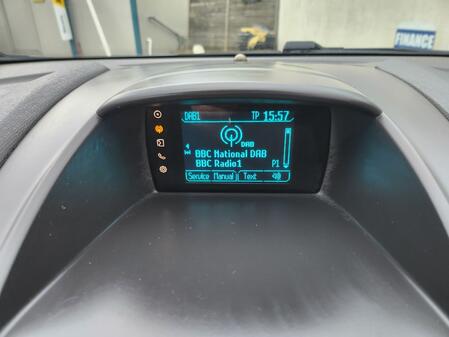 FINANCE
DAB1 TP 15:57
DAB
BBC National DAB
BBC Radio1 P1
Service Manual Text